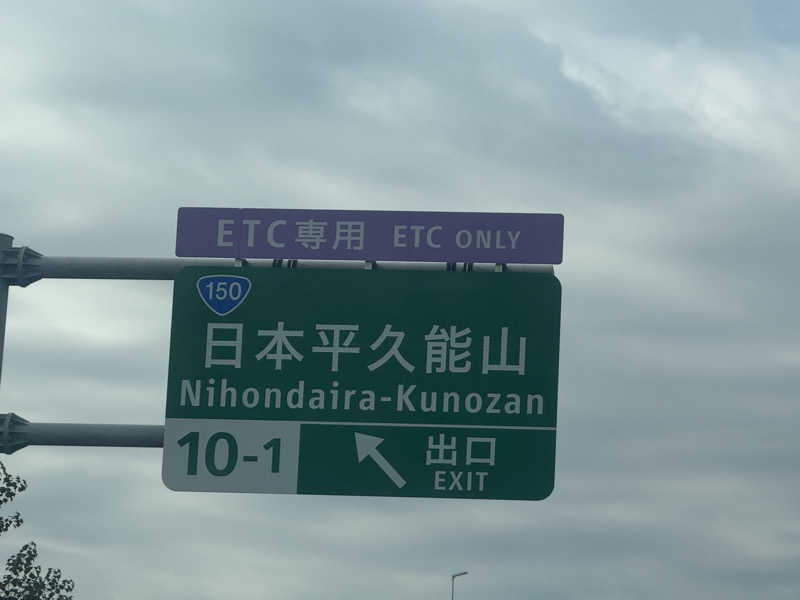 ETC専用 ETC ONLY
150
日本平久能山
Nihondaira-Kunozan
10-1
出口
EXIT